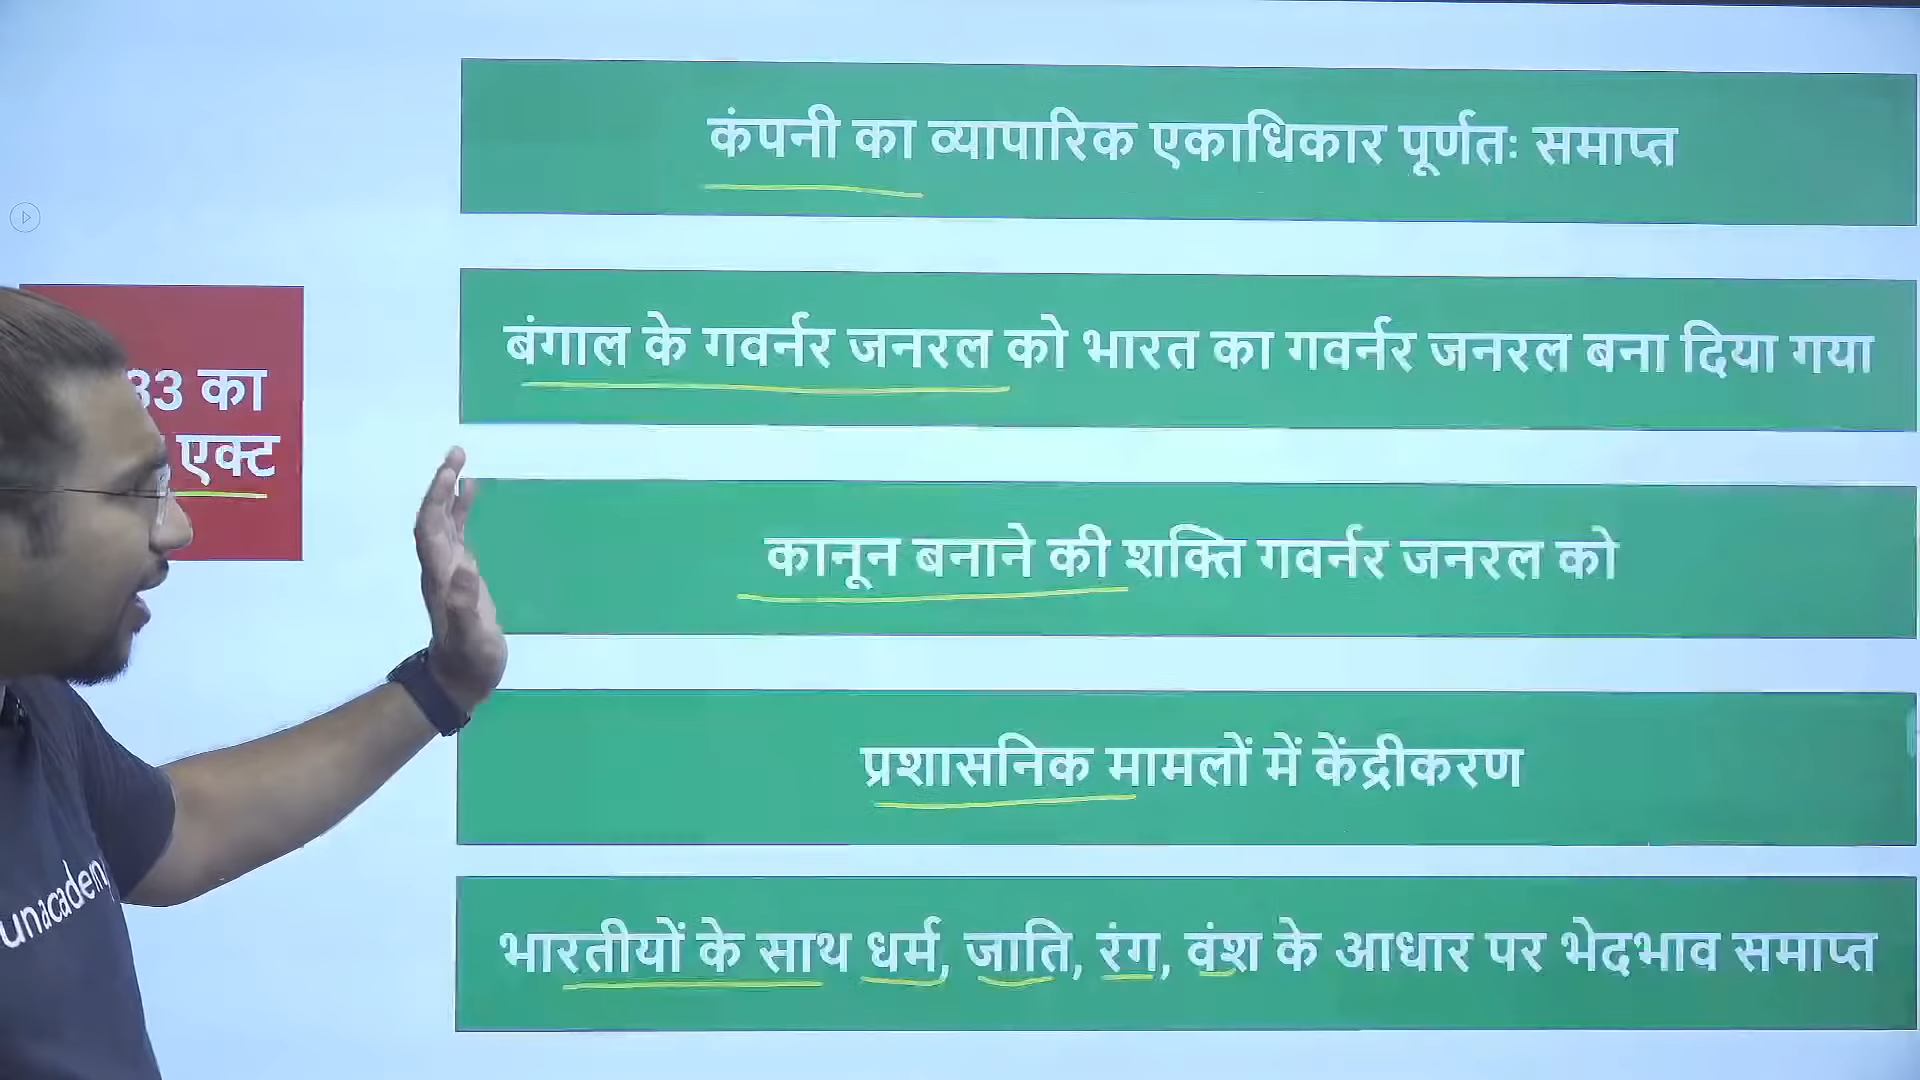 कंपनी का व्यापारिक एकाधिकार पूर्णतः समाप्त
बंगाल के गवर्नर जनरल को भारत का गवर्नर जनरल बना दिया गया
33 का
एक्ट
कानून बनाने की शक्ति गवर्नर जनरल को
प्रशासनिक मामलों में केंद्रीकरण
भारतीयों के साथ धर्म, जाति, रंग, वंश के आधार पर भेदभाव समाप्त
unacadem